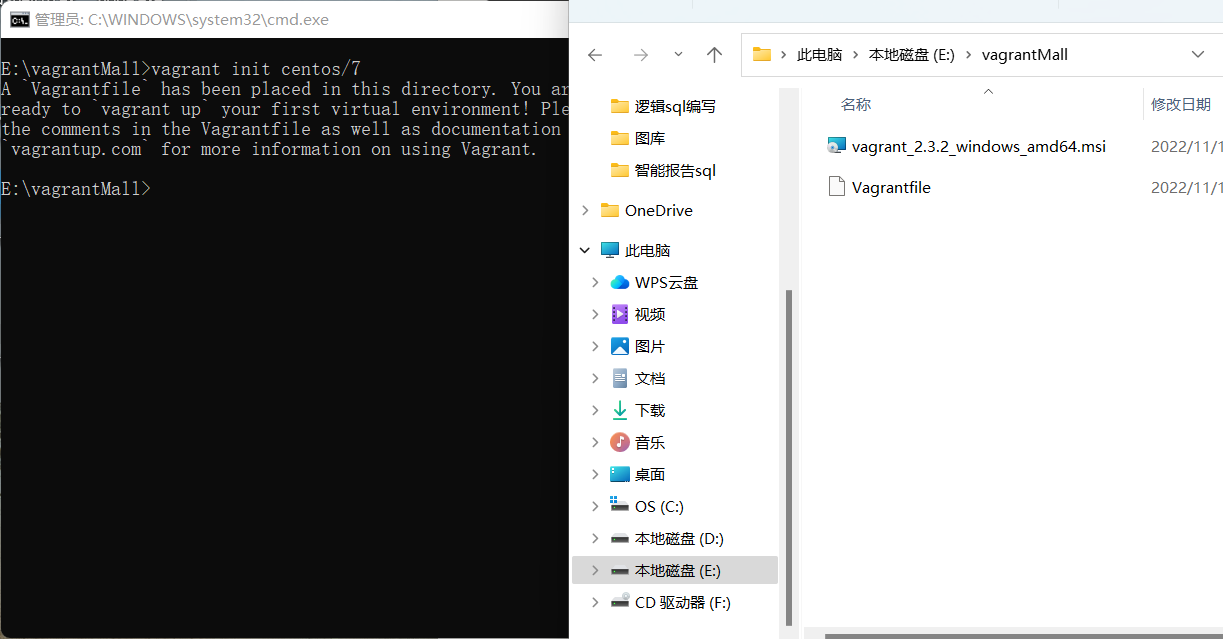 管理员: C:\WINDOWS\system32\cmd.exe
E:\vagrantMall>vagrant init centos/7
A `Vagrantfile` has been placed in this directory. You ar
ready to `vagrant up` your first virtual environment! Ple
the comments in the Vagrantfile as well as documentation
`vagrantup.com` for more information on using Vagrant.
E:\vagrantMall>
此电脑 本地磁盘 (E:) vagrantMall
逻辑sql编写
图库
智能报告sql
OneDrive
此电脑
WPS云盘
视频
图片
文档
下载
音乐
桌面
OS (C:)
本地磁盘 (D:)
本地磁盘 (E:)
CD 驱动器 (F:)
名称 修改日期
vagrant_2.3.2_windows_amd64.msi 2022/11/1
Vagrantfile 2022/11/1